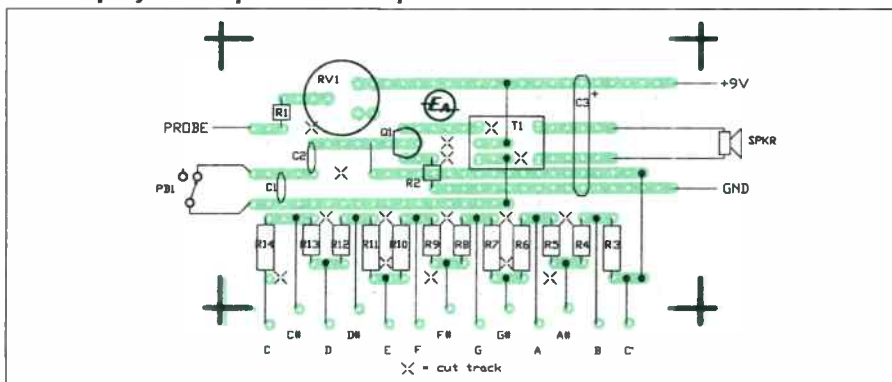 RV1
+9V
C3
+
R1
EA
T1
PROBE
Q1
SPKR
C2
R2
PB1
C1
GND
R14 R13 R12 R11 R10 R9 R8 R7 R6 R5 R4 R3
C C# D D# E F F# G G# A A# B C'
= cut track